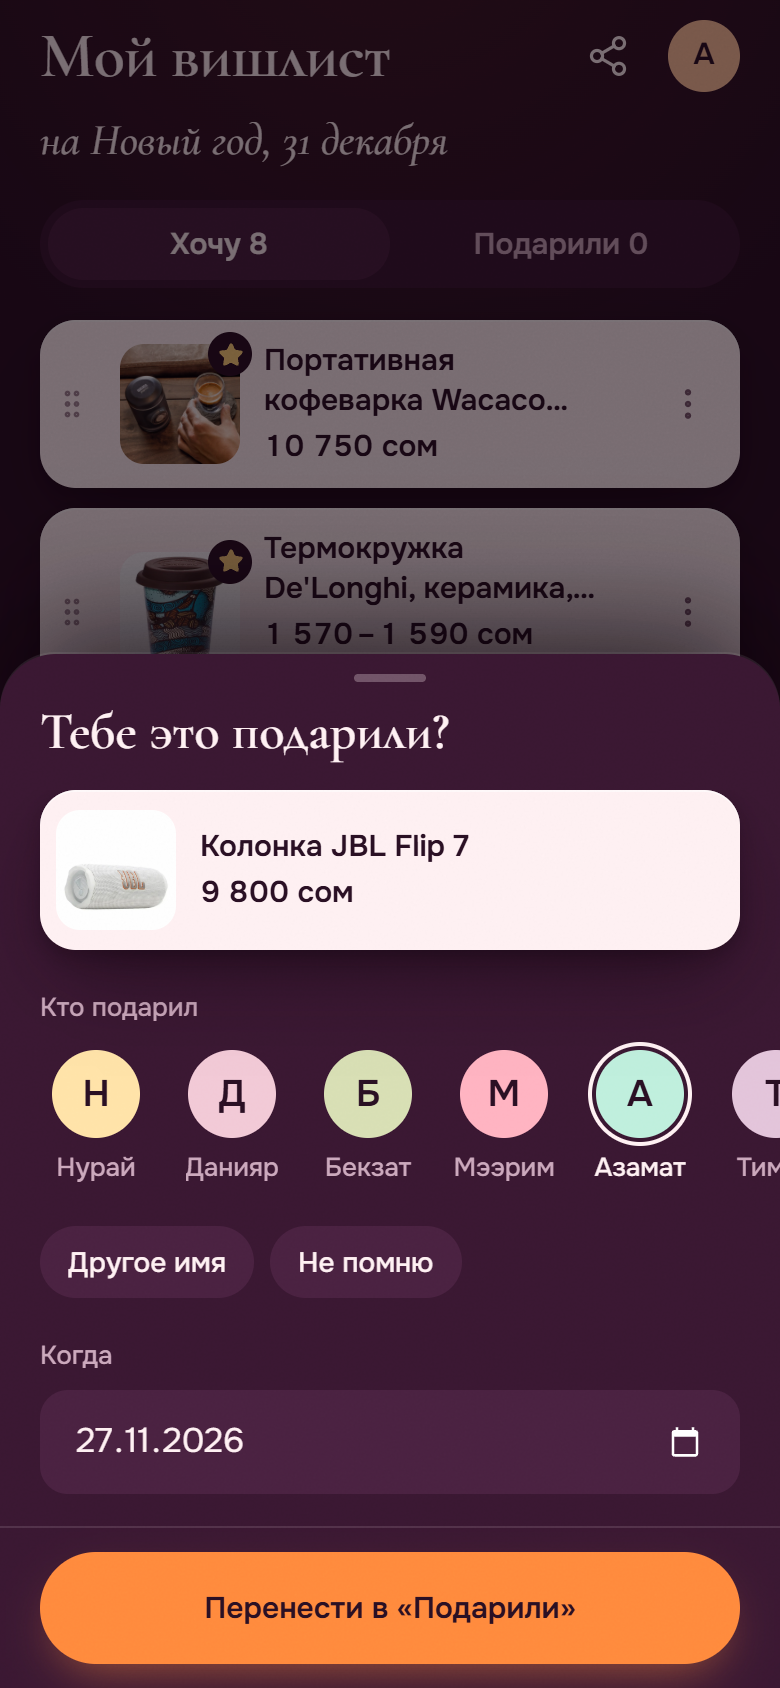 Мой вишлист
А
на Новый год, 31 декабря
Хочу 8
Подарили 0
Портативная
кофеварка Wacaco...
10 750 сом
Термокружка
De'Longhi, керамика,...
1 570 – 1 590 сом
Тебе это подарили?
JBL
Колонка JBL Flip 7
9 800 сом
Кто подарил
Н
Д
Б
М
А
Т
Нурай
Данияр
Бекзат
Мээрим
Азамат
Тим
Другое имя
Не помню
Когда
27.11.2026
Перенести в «Подарили»